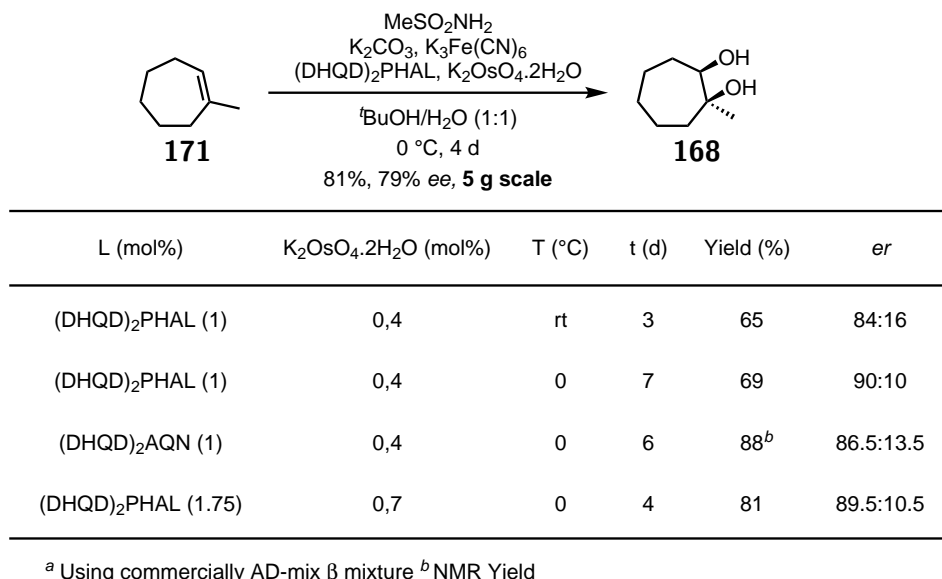 MeSO2NH2
K2CO3, K3Fe(CN)6
(DHQD)2PHAL, K2OsO4.2H2O
OH
OH
tBuOH/H2O (1:1)
171
168
0 °C, 4 d
81%, 79% ee, 5 g scale
L (mol%) K2OsO4.2H2O (mol%) T (°C) t (d) Yield (%) er
(DHQD)2PHAL (1) 0,4 rt 3 65 84:16
(DHQD)2PHAL (1) 0,4 0 7 69 90:10
(DHQD)2AQN (1) 0,4 0 6 88b 86.5:13.5
(DHQD)2PHAL (1.75) 0,7 0 4 81 89.5:10.5
a Using commercially AD-mix β mixture b NMR Yield